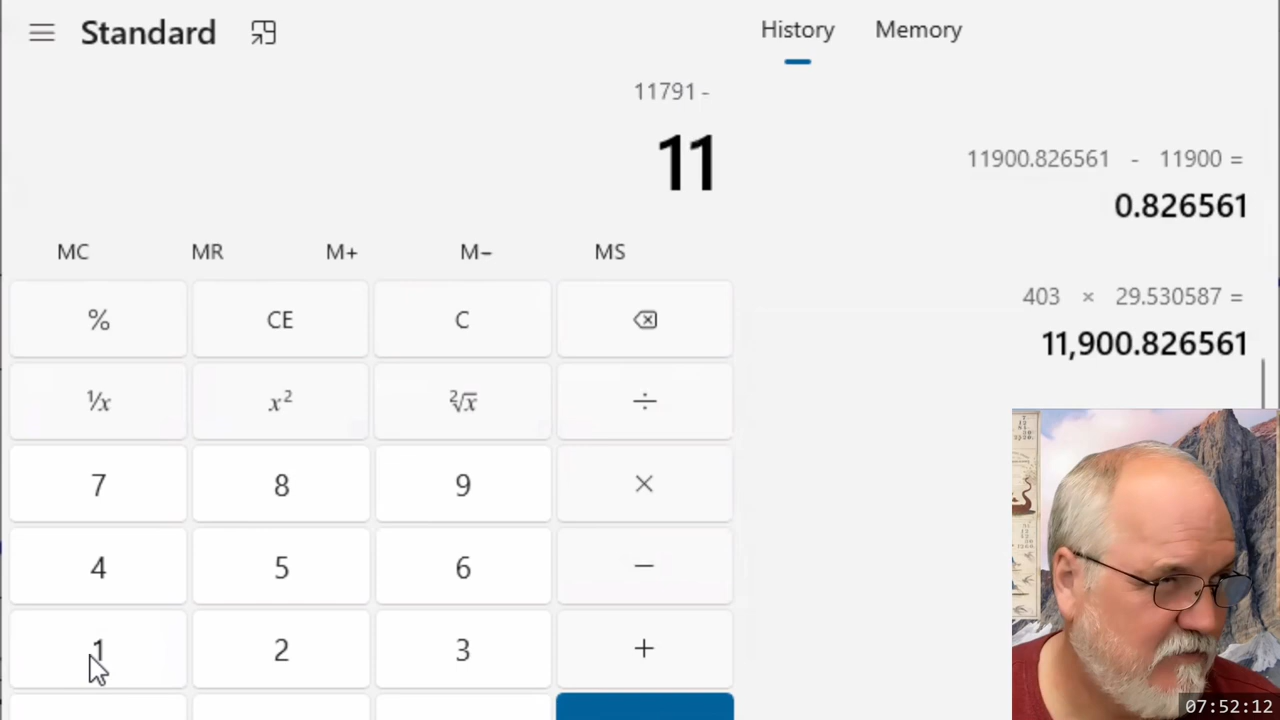 Standard
History Memory
11791 -
11
11900.826561 - 11900 =
0.826561
403 × 29.530587 =
11,900.826561
MC MR M+ M− MS
% CE C
⅟x x² ²√x ÷
7 8 9 ×
4 5 6 −
1 2 3 +
07:52:12